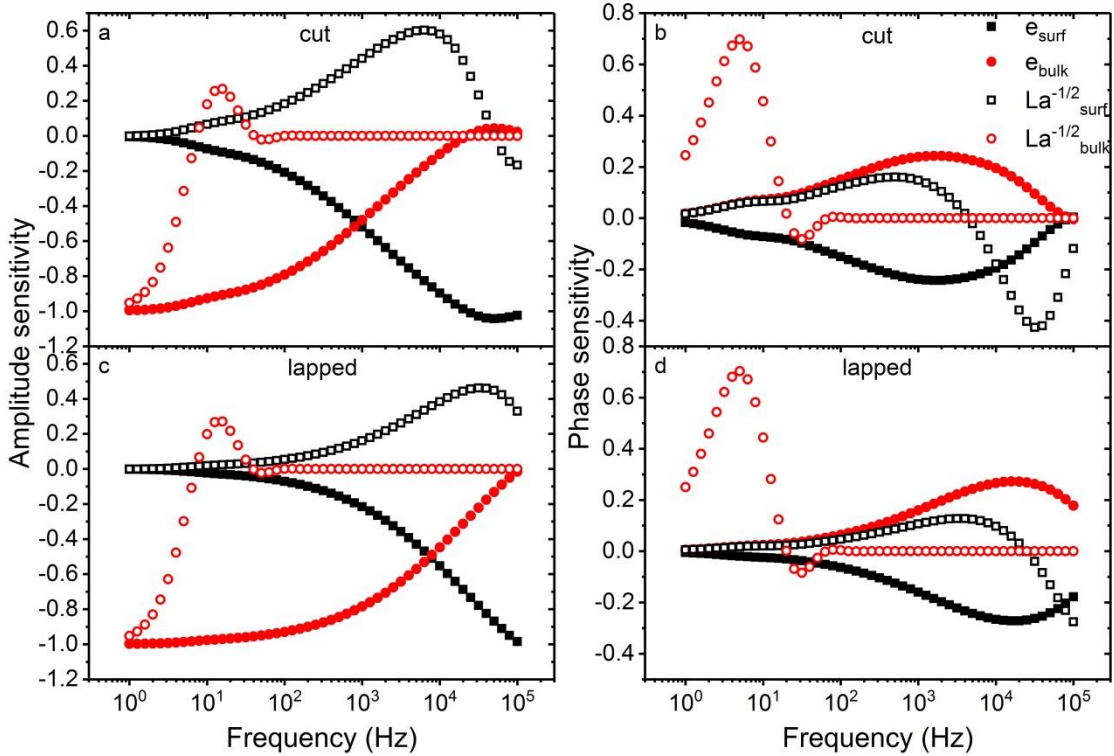 a
cut
Amplitude sensitivity
0.6
0.4
0.2
0.0
-0.2
-0.4
-0.6
-0.8
-1.0
-1.2
b
cut
Phase sensitivity
0.8
0.6
0.4
0.2
0.0
-0.2
-0.4
0.8
e_surf
e_bulk
La^-1/2_surf
La^-1/2_bulk
c
lapped
0.4
0.2
0.0
-0.2
-0.4
-0.6
-0.8
-1.0
-1.2
10^0 10^1 10^2 10^3 10^4 10^5
Frequency (Hz)
d
lapped
0.6
0.4
0.2
0.0
-0.2
-0.4
10^0 10^1 10^2 10^3 10^4 10^5
Frequency (Hz)